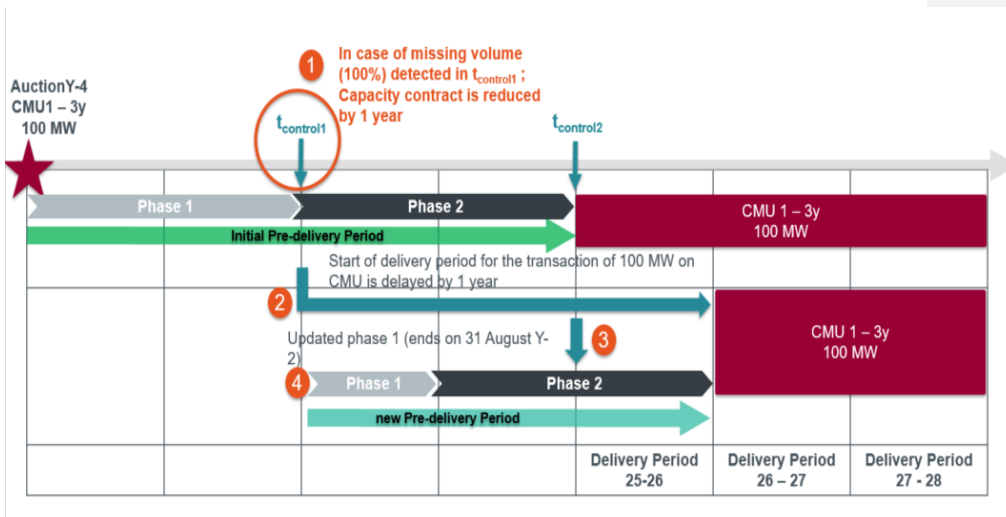 1
In case of missing volume
(100%) detected in tcontrol1 ;
Capacity contract is reduced
by 1 year
AuctionY-4
CMU1 – 3y
100 MW
tcontrol1
tcontrol2
Phase 1
Phase 2
CMU 1 – 3y
100 MW
Initial Pre-delivery Period
Start of delivery period for the transaction of 100 MW on
CMU is delayed by 1 year
2
Updated phase 1 (ends on 31 August Y-
2)
3
CMU 1 – 3y
100 MW
4
Phase 1
Phase 2
new Pre-delivery Period
Delivery Period
25-26
Delivery Period
26 – 27
Delivery Period
27 - 28